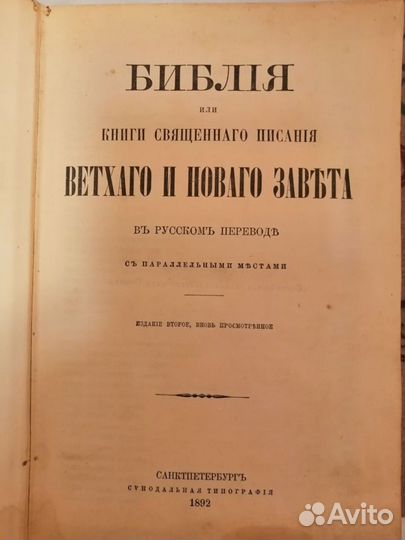 БИБЛІЯ
ИЛИ
КНИГИ СВЯЩЕННАГО ПИСАНІЯ
ВЕТХАГО И НОВАГО ЗАВѢТА
ВЪ РУССКОМЪ ПЕРЕВОДѢ
СЪ ПАРАЛЛЕЛЬНЫМИ МѢСТАМИ
ИЗДАНІЕ ВТОРОЕ, ВНОВЬ ПРОСМОТРѢННОЕ
САНКТПЕТЕРБУРГЪ
СѴНОДАЛЬНАЯ ТИПОГРАФІЯ
1892
Avito